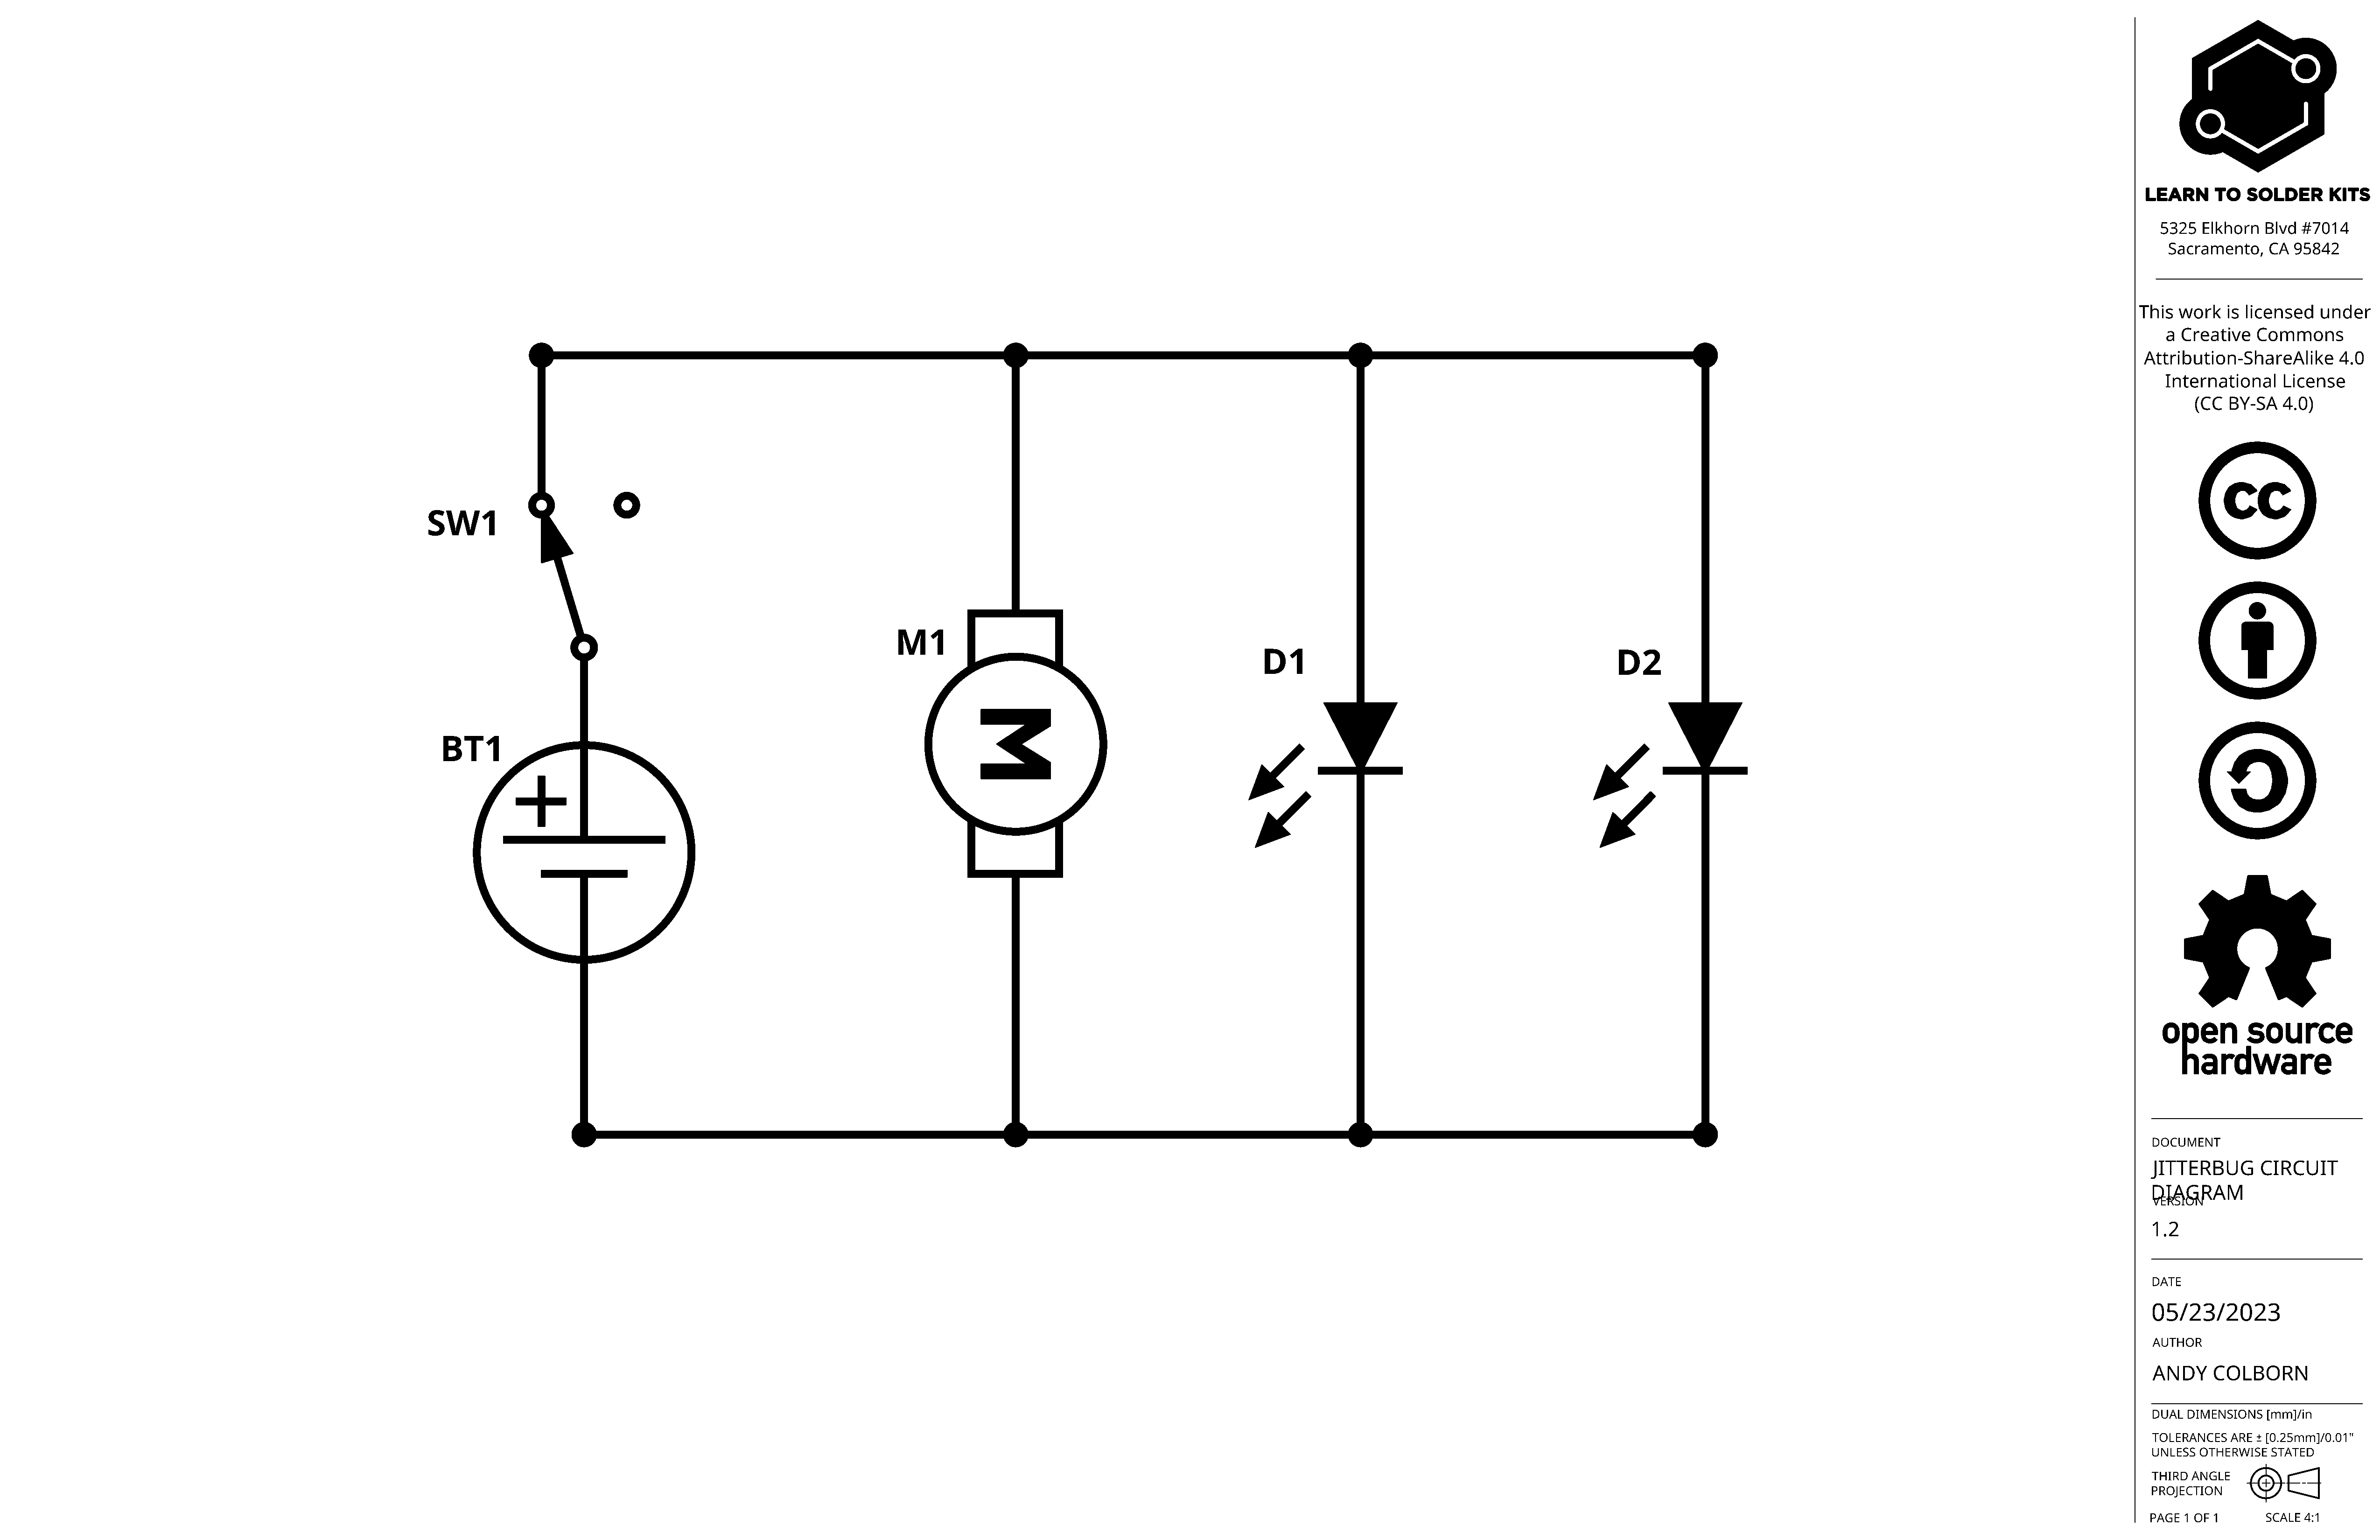 SW1
BT1
+
M1
M
D1
D2
LEARN TO SOLDER KITS
5325 Elkhorn Blvd #7014
Sacramento, CA 95842
This work is licensed under
a Creative Commons
Attribution-ShareAlike 4.0
International License
(CC BY-SA 4.0)
cc
open source
hardware
DOCUMENT
JITTERBUG CIRCUIT
DIAGRAM
VERSION
1.2
DATE
05/23/2023
AUTHOR
ANDY COLBORN
DUAL DIMENSIONS [mm]/in
TOLERANCES ARE ± [0.25mm]/0.01"
UNLESS OTHERWISE STATED
THIRD ANGLE
PROJECTION
PAGE 1 OF 1 SCALE 4:1